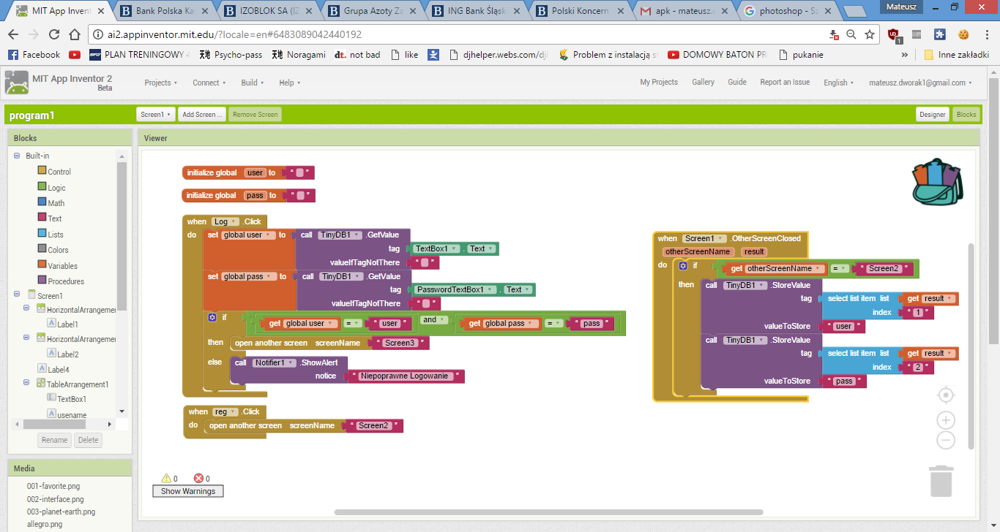 MIT App Invent
Bank Polska Ka
IZOBLOK SA (IZ
Grupa Azoty Za
ING Bank Śląsk
Polski Koncern
apk - mateusz.
photoshop - Sz
Mateusz
ai2.appinventor.mit.edu/?locale=en#6483089042440192
1
Facebook
PLAN TRENINGOWY 4
Psycho-pass
Noragami
dt. not bad
like
djhelper.webs.com/djl
Problem z instalacją s
DOMOWY BATON PR
pukanie
»
Inne zakładki
MIT App Inventor 2
Beta
Projects
Connect
Build
Help
My Projects
Gallery
Guide
Report an Issue
English
mateusz.dworak1@gmail.com
program1
Screen1
Add Screen ...
Remove Screen
Designer
Blocks
Blocks
Viewer
Built-in
Control
Logic
Math
Text
Lists
Colors
Variables
Procedures
Screen1
HorizontalArrangemer
Label1
HorizontalArrangemer
Label2
Label4
TableArrangement1
TextBox1
usename
Rename
Delete
Media
001-favorite.png
002-interface.png
003-planet-earth.png
allegro.png
initialize global user to “ ”
initialize global pass to “ ”
when Log .Click
do set global user to call TinyDB1 .GetValue
tag TextBox1 . Text
valueIfTagNotThere “ ”
set global pass to call TinyDB1 .GetValue
tag PasswordTextBox1 . Text
valueIfTagNotThere “ ”
if get global user = “ user ” and get global pass = “ pass ”
then open another screen screenName “ Screen3 ”
else call Notifier1 .ShowAlert
notice “ Niepoprawne Logowanie ”
when reg .Click
do open another screen screenName “ Screen2 ”
when Screen1 .OtherScreenClosed
otherScreenName result
do if get otherScreenName = “ Screen2 ”
then call TinyDB1 .StoreValue
tag select list item list get result
index “ 1 ”
valueToStore “ user ”
call TinyDB1 .StoreValue
tag select list item list get result
index “ 2 ”
valueToStore “ pass ”
0 0
Show Warnings